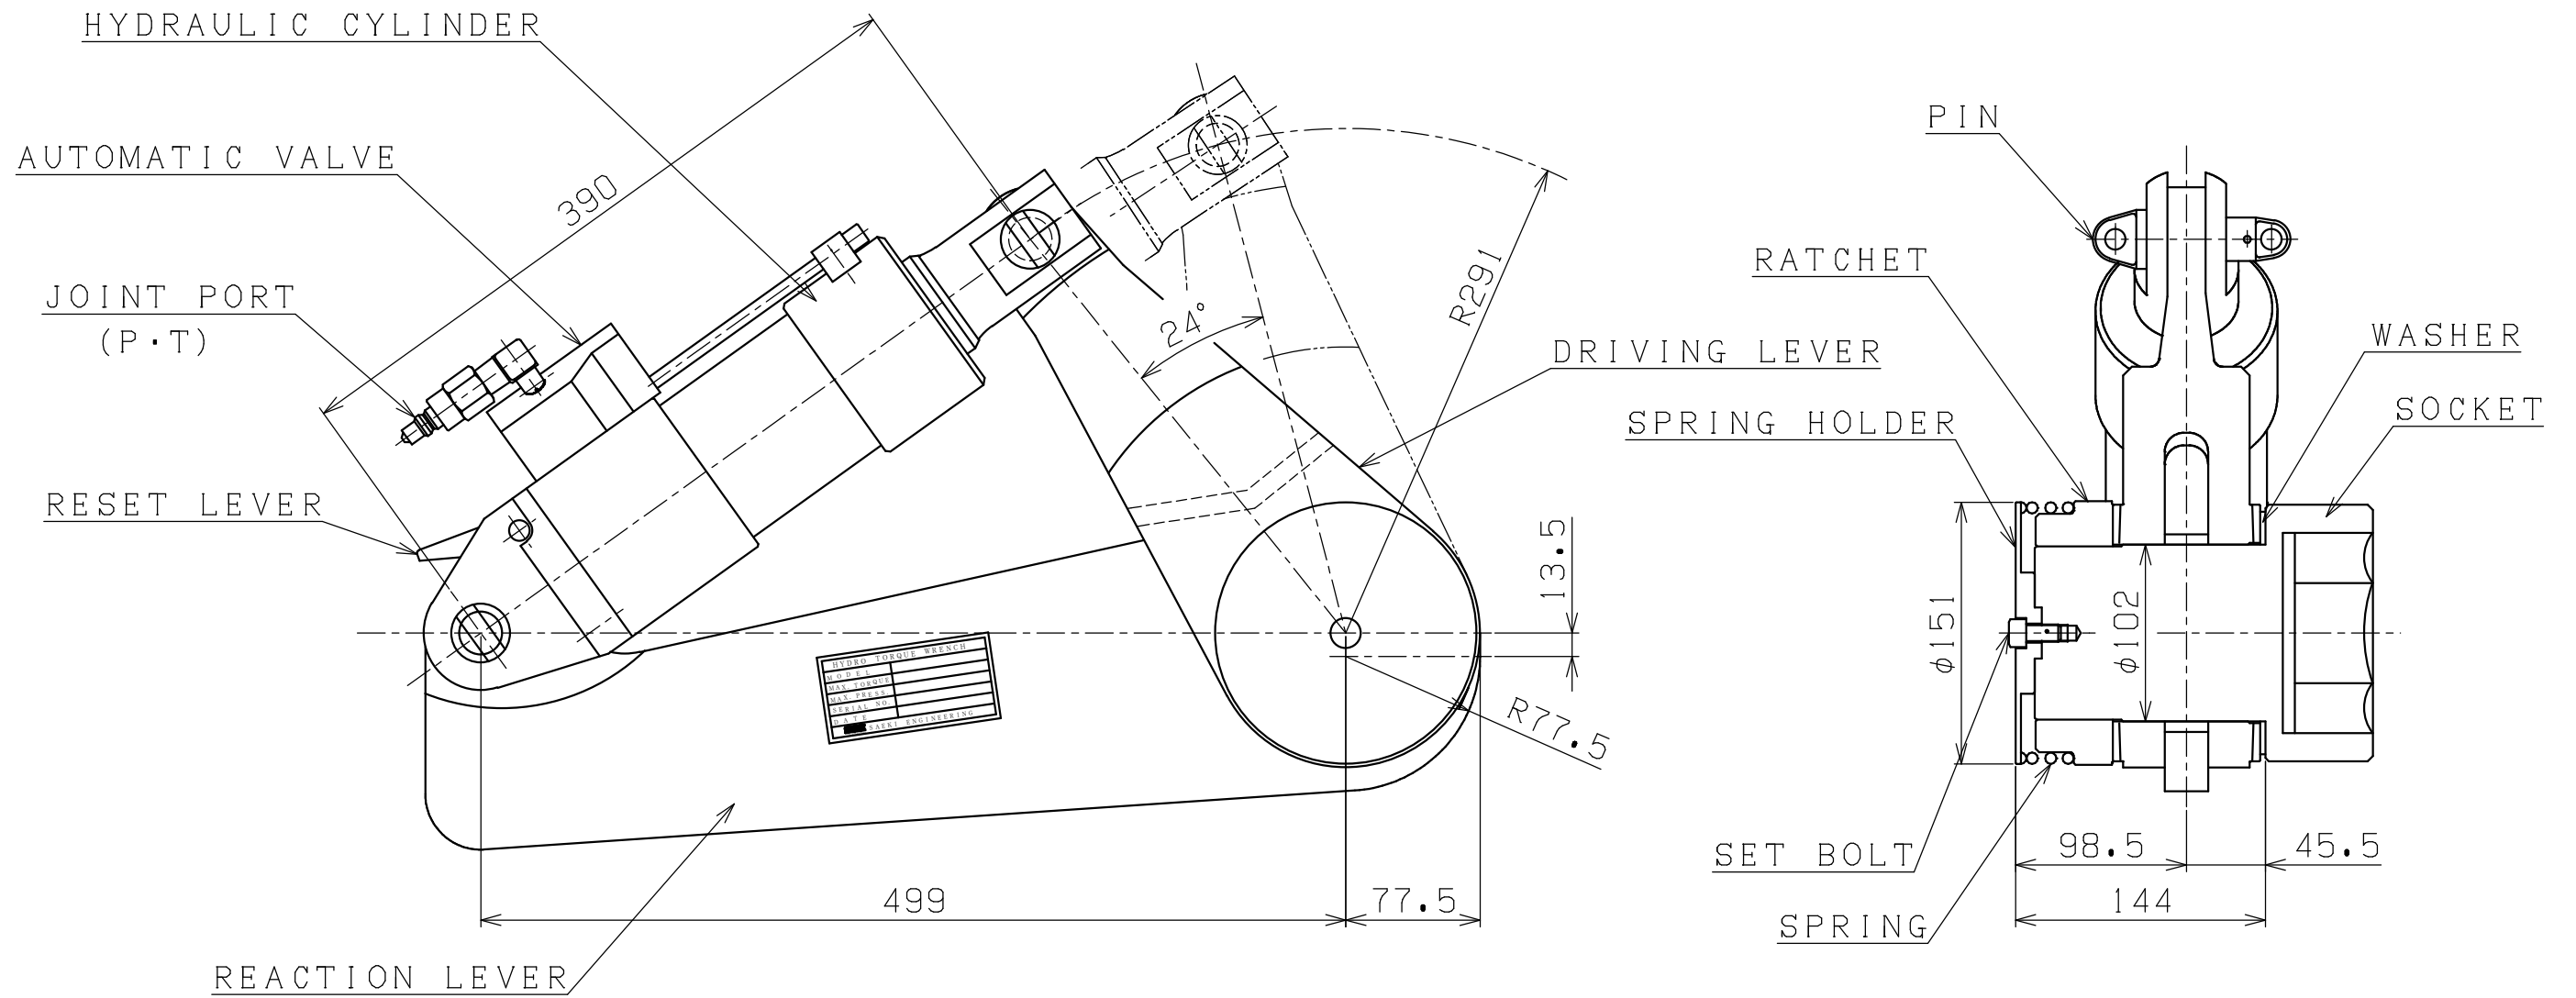 HYDRAULIC CYLINDER
AUTOMATIC VALVE
JOINT PORT
(P・T)
RESET LEVER
REACTION LEVER
390
24°
R291
DRIVING LEVER
13.5
R77.5
499
77.5
HYDRO TORQUE WRENCH
MODEL
MAX. TORQUE
MAX. PRESS.
SERIAL NO.
DATE
SAEKI ENGINEERING
PIN
RATCHET
SPRING HOLDER
WASHER
SOCKET
φ151
φ102
SET BOLT
SPRING
98.5
45.5
144